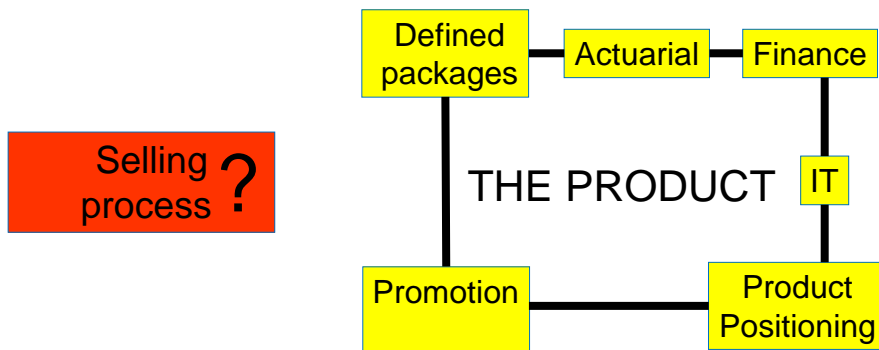 Selling
process ?
Defined
packages
Actuarial
Finance
THE PRODUCT
IT
Promotion
Product
Positioning